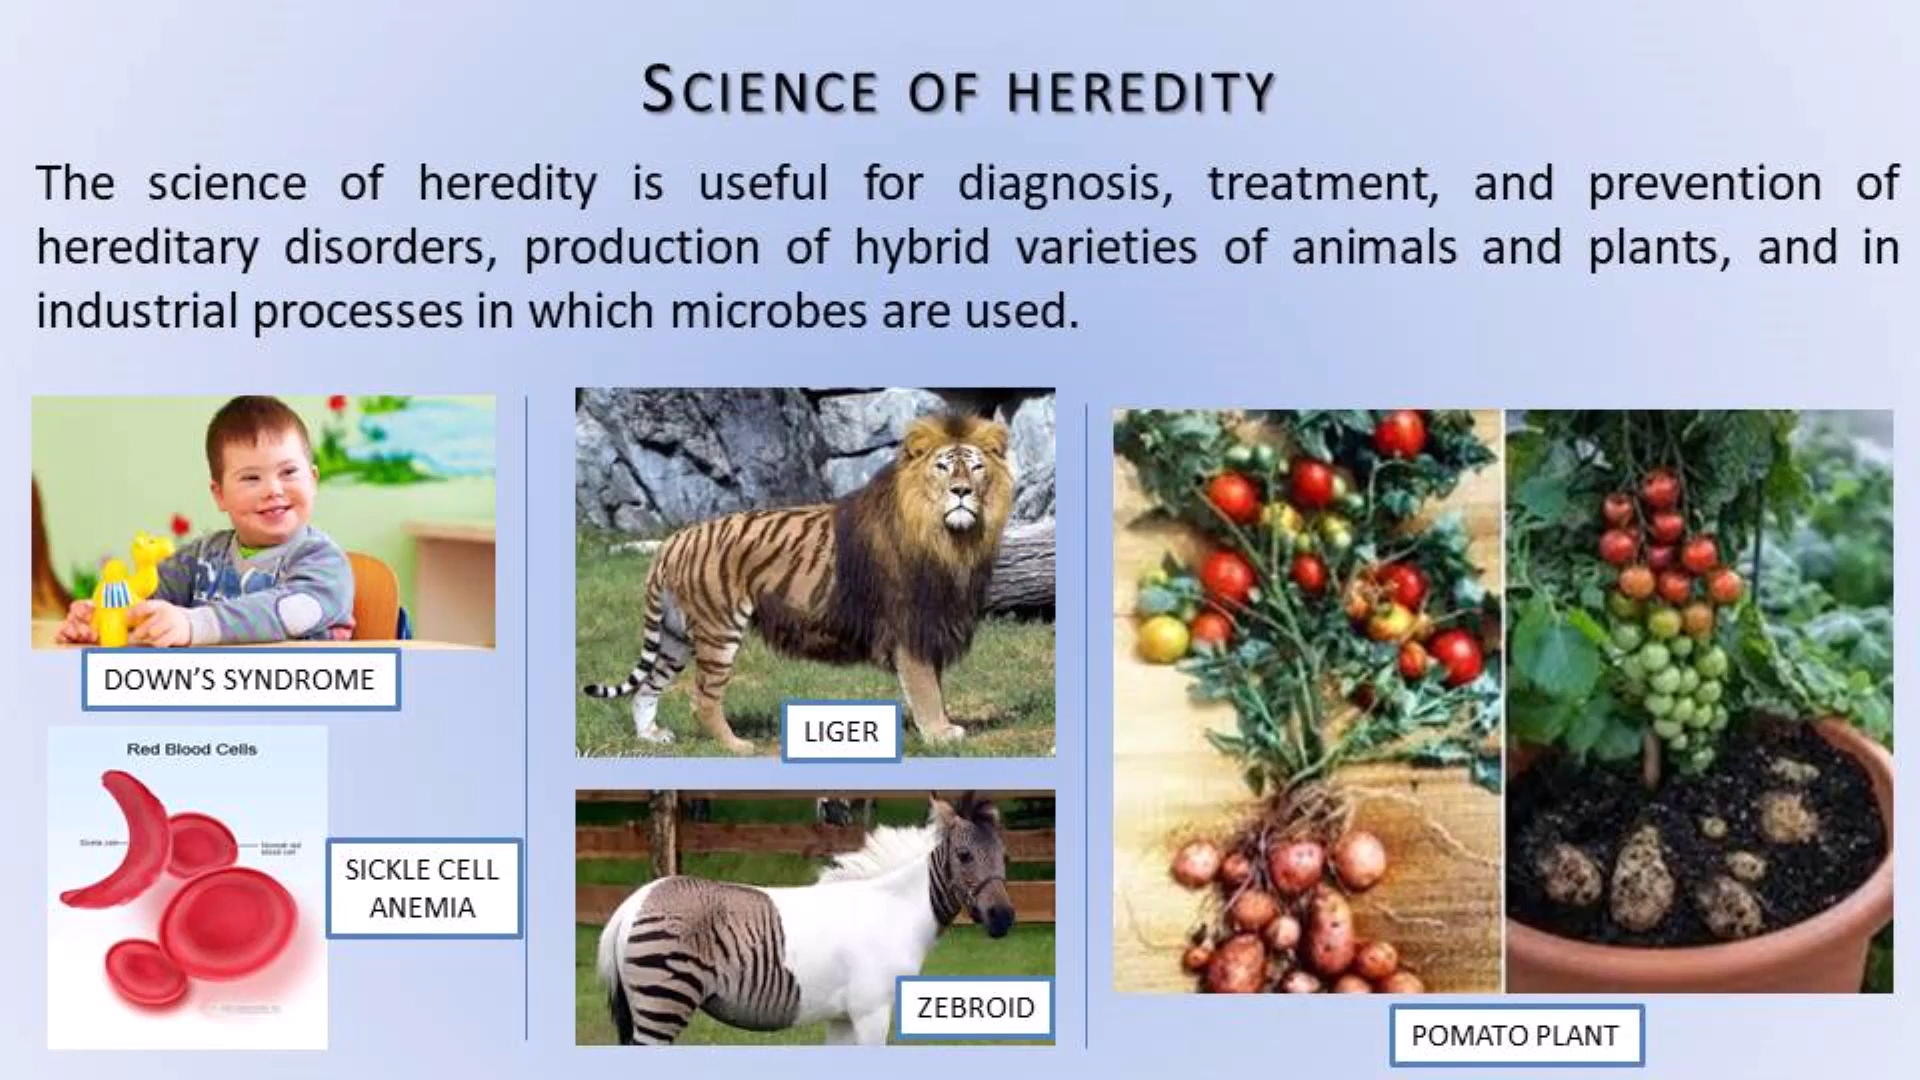 SCIENCE OF HEREDITY
The science of heredity is useful for diagnosis, treatment, and prevention of
hereditary disorders, production of hybrid varieties of animals and plants, and in
industrial processes in which microbes are used.
DOWN'S SYNDROME
Red Blood Cells
SICKLE CELL
ANEMIA
LIGER
ZEBROID
POMATO PLANT